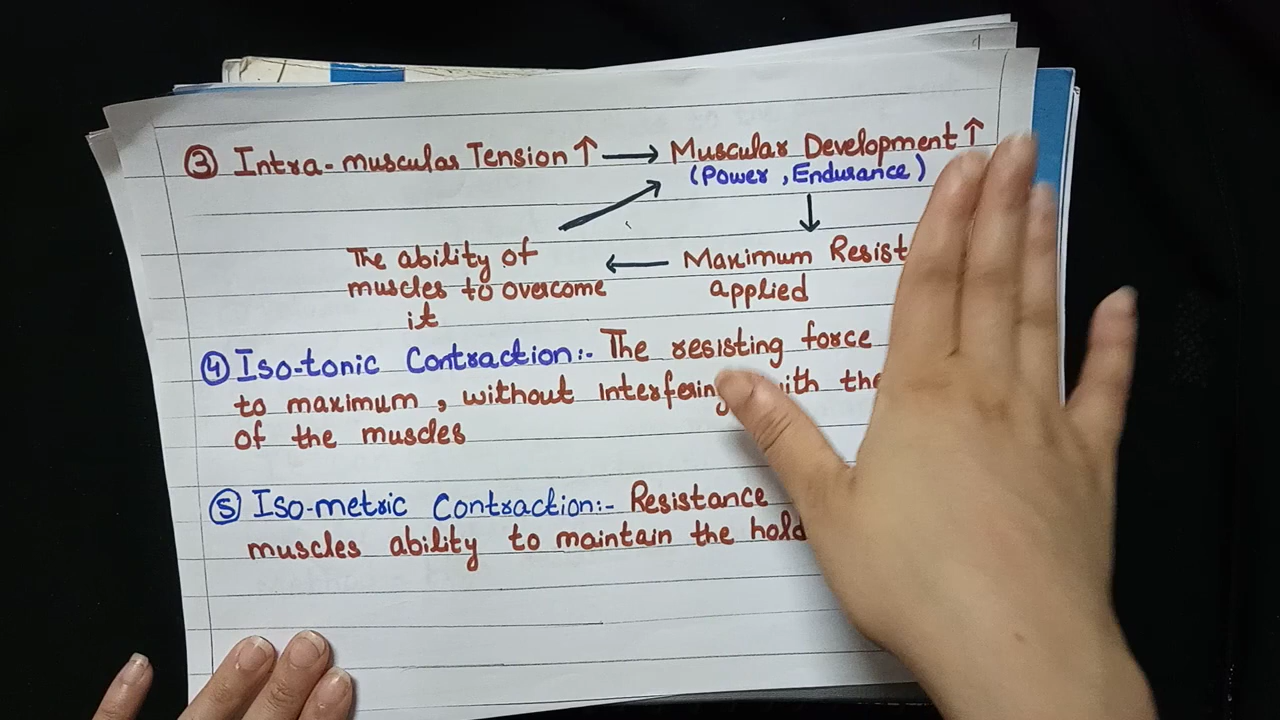 ③ Intra-muscular Tension ↑ → Muscular Development ↑
(Power, Endurance)
The ability of muscles to overcome it
← Maximum Resist
applied
④ Iso-tonic Contraction:- The resisting force
to maximum, without interfering with the
of the muscles
⑤ Iso-metric Contraction:- Resistance
muscles ability to maintain the hold